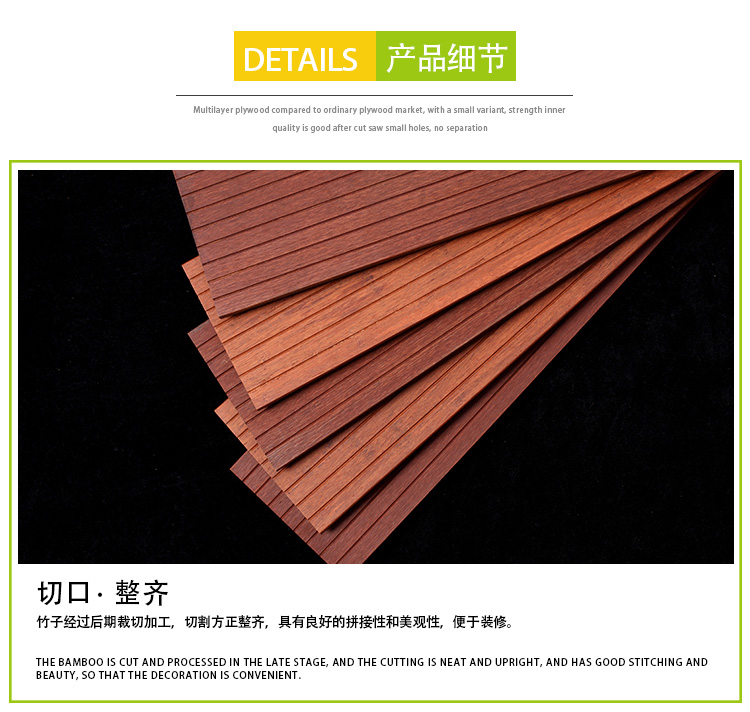 DETAILS 产品细节
Multilayer plywood compared to ordinary plywood market, with a small variant, strength inner
quality is good after cut saw small holes, no separation
切口·整齐
竹子经过后期裁切加工，切割方正整齐，具有良好的拼接性和美观性，便于装修。
THE BAMBOO IS CUT AND PROCESSED IN THE LATE STAGE, AND THE CUTTING IS NEAT AND UPRIGHT, AND HAS GOOD STITCHING AND
BEAUTY, SO THAT THE DECORATION IS CONVENIENT.